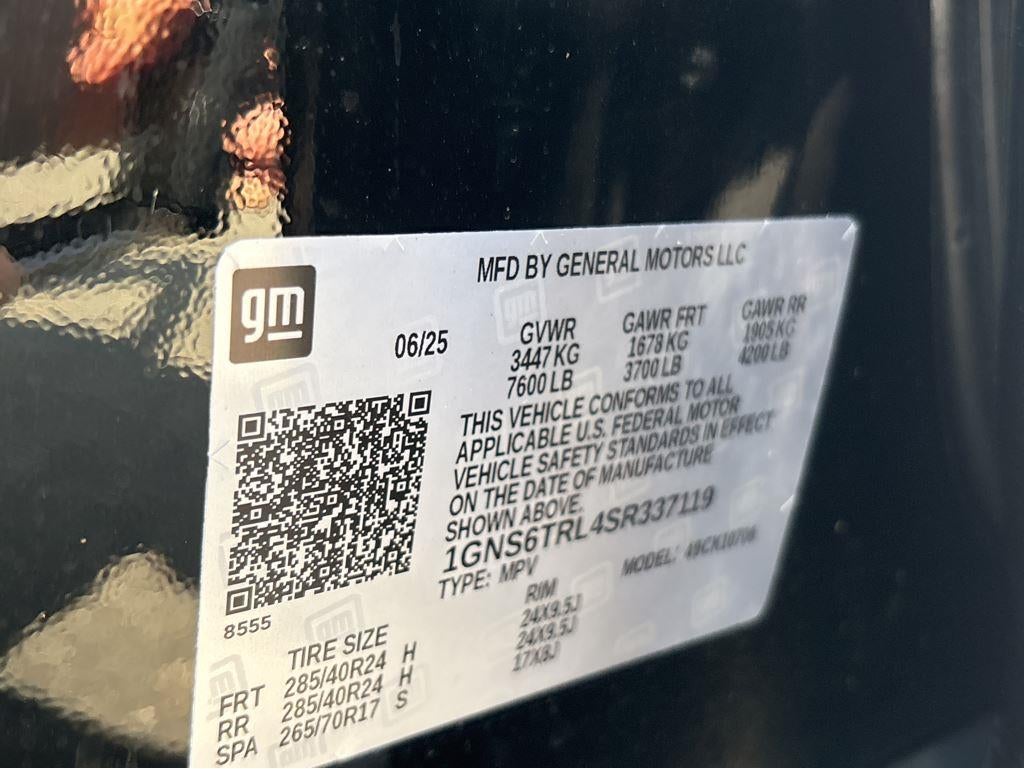 gm
MFD BY GENERAL MOTORS LLC
06/25
GVWR GAWR FRT GAWR RR
3447 KG 1678 KG 1905 KG
7600 LB 3700 LB 4200 LB
THIS VEHICLE CONFORMS TO ALL
APPLICABLE U.S. FEDERAL MOTOR
VEHICLE SAFETY STANDARDS IN EFFECT
ON THE DATE OF MANUFACTURE
SHOWN ABOVE.
1GNS6TRL4SR337119
TYPE: MPV MODEL:
8555
TIRE SIZE RIM
FRT 285/40R24 H 24X9.5J
RR 285/40R24 H 24X9.5J
SPA 265/70R17 S 17X8J